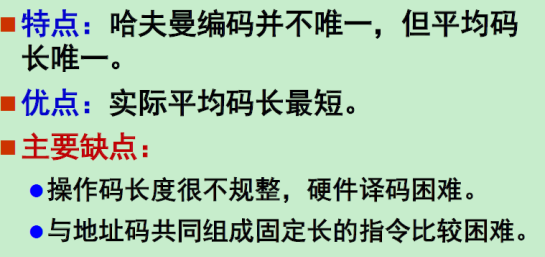 ■特点：哈夫曼编码并不唯一，但平均码
长唯一。
■优点：实际平均码长最短。
■主要缺点：
●操作码长度很不规整，硬件译码困难。
●与地址码共同组成固定长的指令比较困难。